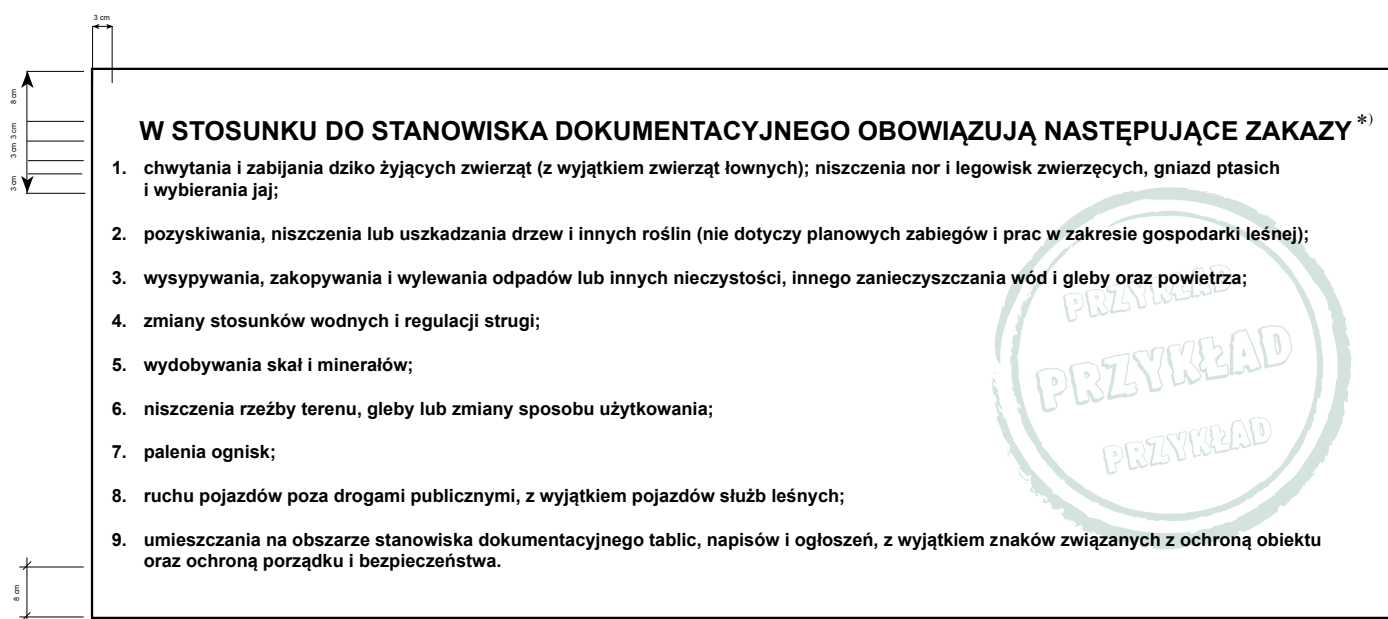 3 cm
8 cm
3 cm
3 cm
3 cm
W STOSUNKU DO STANOWISKA DOKUMENTACYJNEGO OBOWIĄZUJĄ NASTĘPUJĄCE ZAKAZY *)
1. chwytania i zabijania dziko żyjących zwierząt (z wyjątkiem zwierząt łownych); niszczenia nor i legowisk zwierzęcych, gniazd ptasich
i wybierania jaj;
2. pozyskiwania, niszczenia lub uszkadzania drzew i innych roślin (nie dotyczy planowych zabiegów i prac w zakresie gospodarki leśnej);
3. wysypywania, zakopywania i wylewania odpadów lub innych nieczystości, innego zanieczyszczania wód i gleby oraz powietrza;
4. zmiany stosunków wodnych i regulacji strugi;
5. wydobywania skał i minerałów;
6. niszczenia rzeźby terenu, gleby lub zmiany sposobu użytkowania;
7. palenia ognisk;
8. ruchu pojazdów poza drogami publicznymi, z wyjątkiem pojazdów służb leśnych;
9. umieszczania na obszarze stanowiska dokumentacyjnego tablic, napisów i ogłoszeń, z wyjątkiem znaków związanych z ochroną obiektu
oraz ochroną porządku i bezpieczeństwa.
PRZYKŁAD
PRZYKŁAD
PRZYKŁAD
8 cm